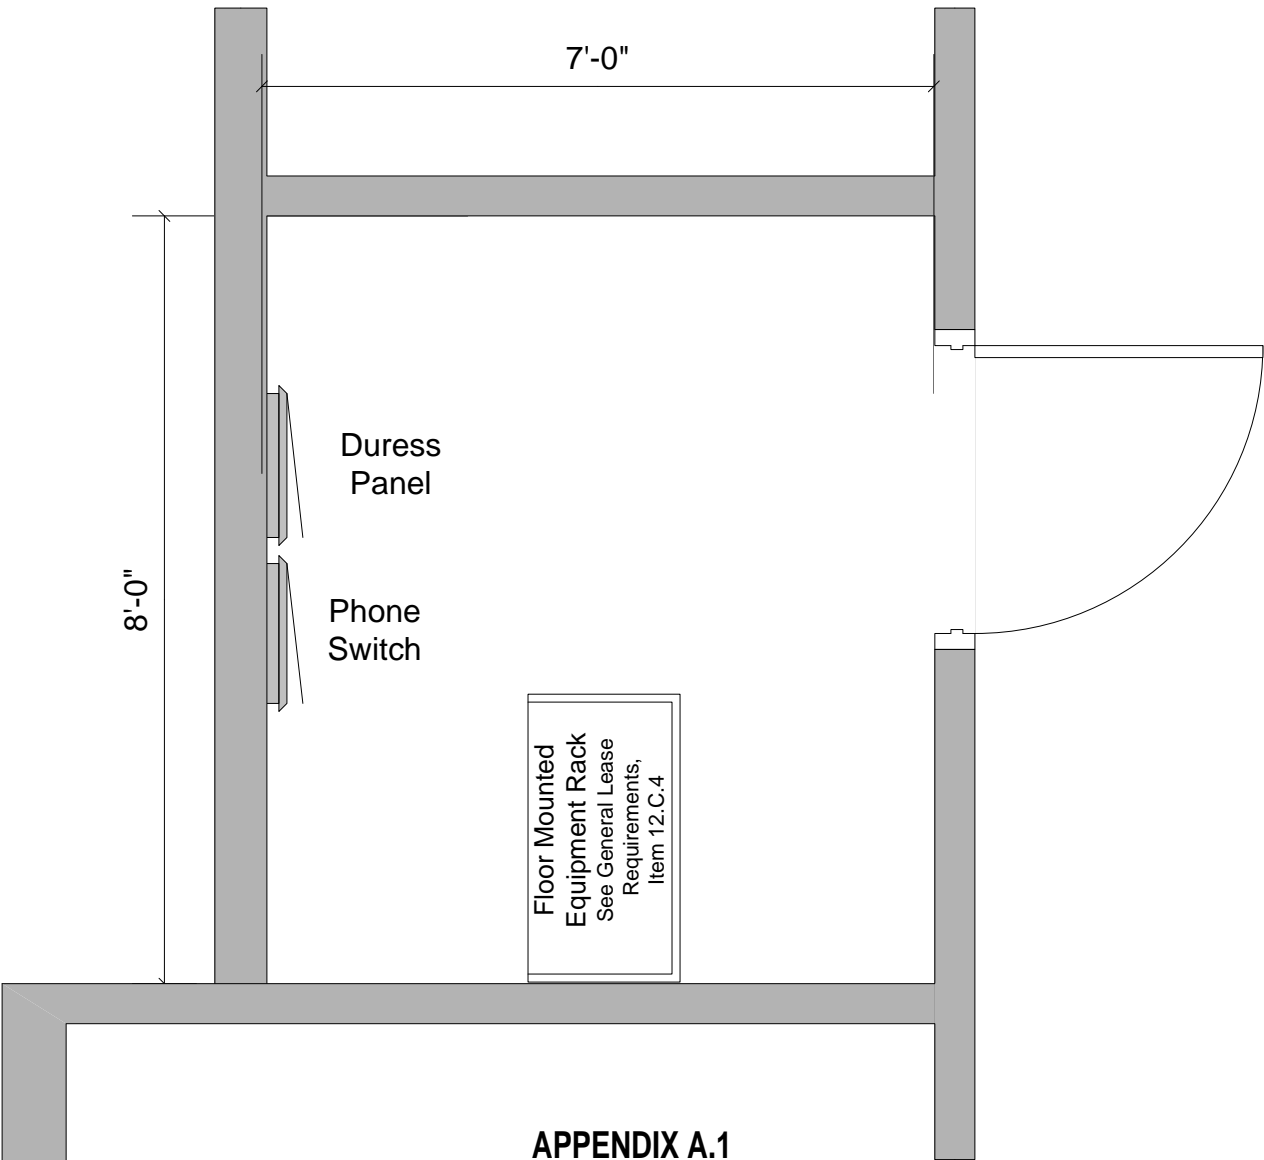 7'-0"
Duress
Panel
8'-0"
Phone
Switch
Floor Mounted
Equipment Rack
See General Lease
Requirements,
Item 12.C.4
APPENDIX A.1